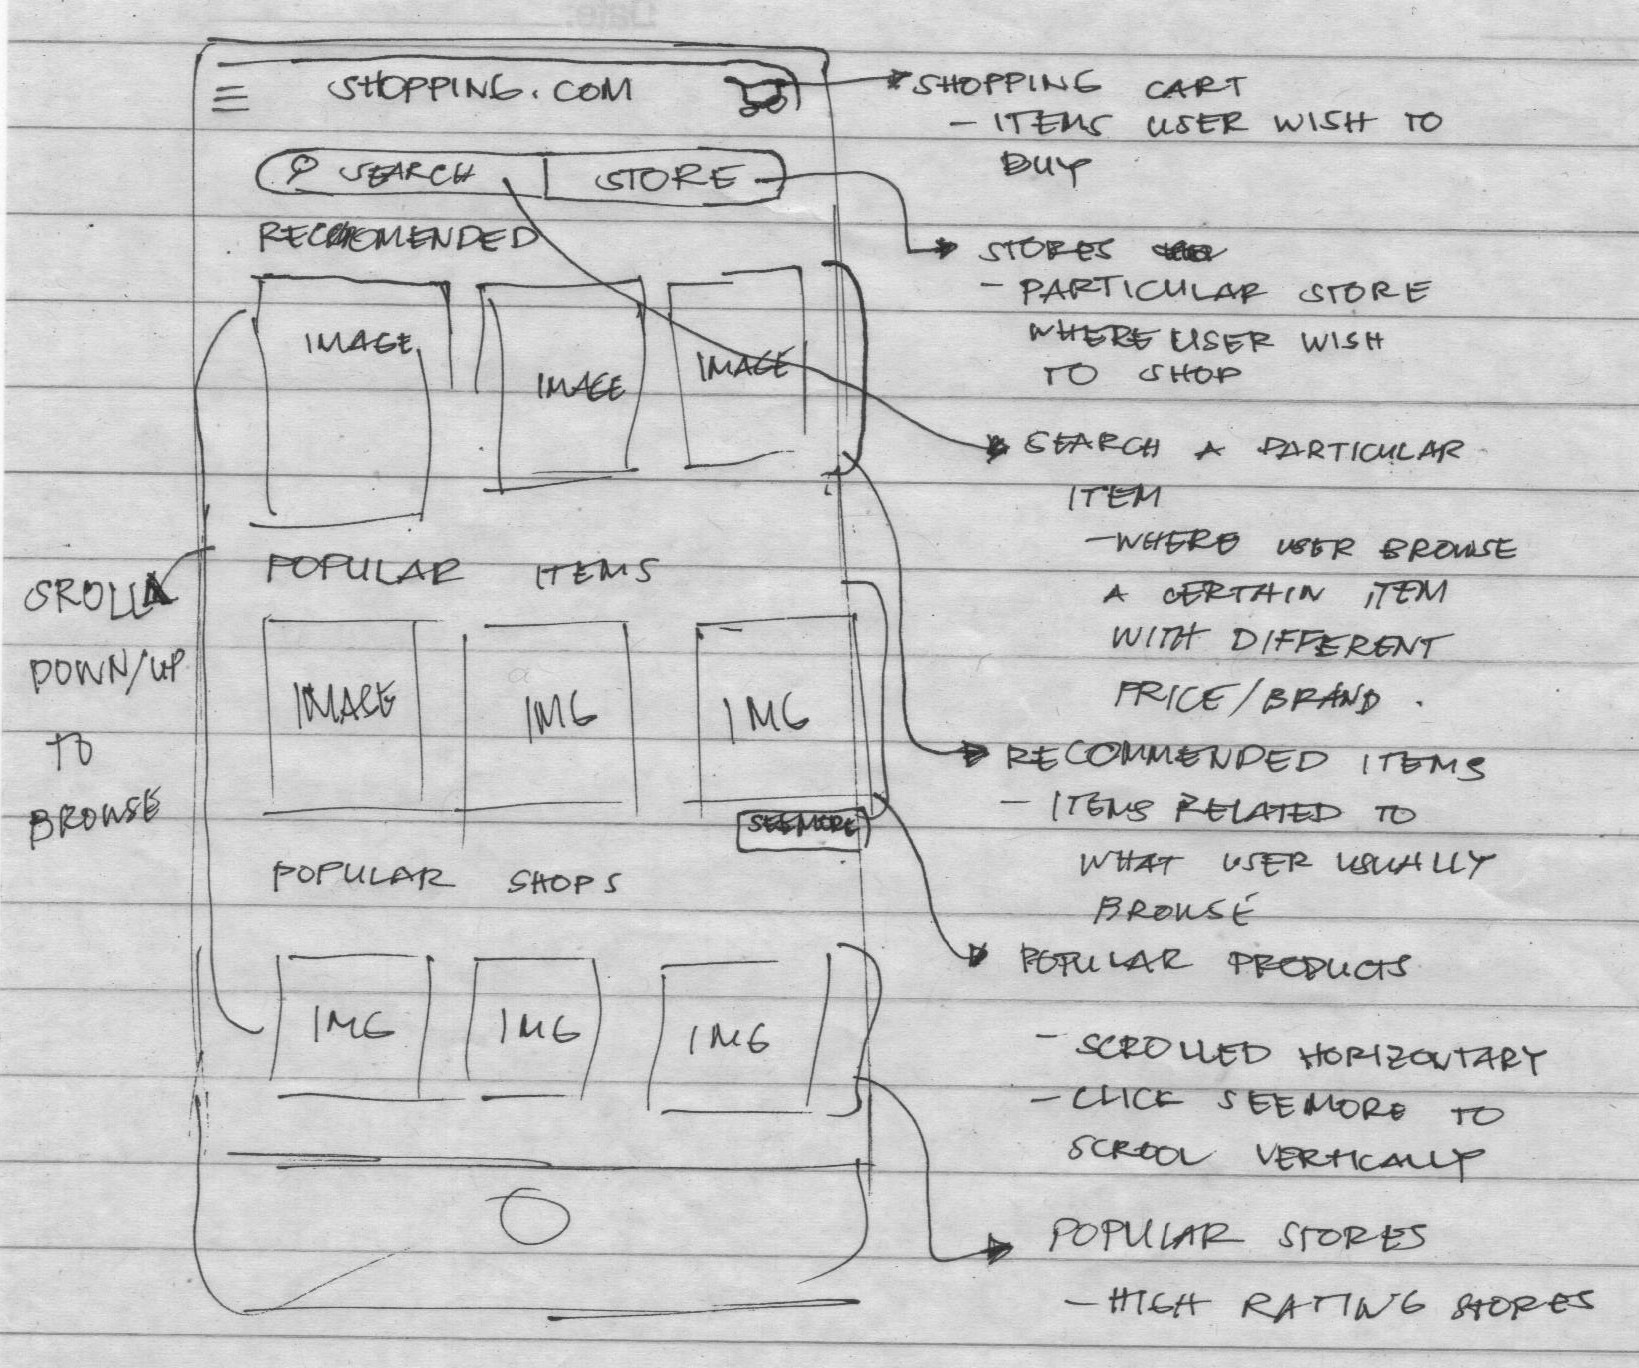 SHOPPING.COM
SEARCH
STORE
RECOMENDED
IMAGE
IMAGE
IMAGE
POPULAR ITEMS
IMAGE
IMG
IMG
SEEMORE
POPULAR SHOPS
IMG
IMG
IMG
SROLL
DOWN/UP
TO
BROWSE
SHOPPING CART
- ITEMS USER WISH TO
BUY
STORES
- PARTICULAR STORE
WHERE USER WISH
TO SHOP
SEARCH A PARTICULAR
ITEM
- WHERE USER BROWSE
A CERTAIN ITEM
WITH DIFFERENT
PRICE/BRAND.
RECOMMENDED ITEMS
- ITEMS RELATED TO
WHAT USER USUALLY
BROWSE
POPULAR PRODUCTS
- SCROLLED HORIZONTARY
- CLICK SEEMORE TO
SCROOL VERTICALLY
POPULAR STORES
- HIGH RATING STORES